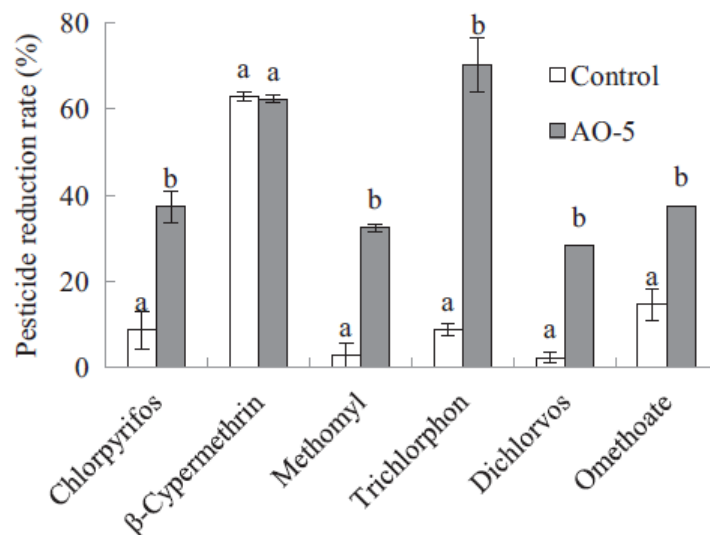 Pesticide reduction rate (%)
80
60
40
20
0
a
b
a
a
a
b
a
b
a
b
a
b
Control
AO-5
Chlorpyrifos
β-Cypermethrin
Methomyl
Trichlorphon
Dichlorvos
Omethoate